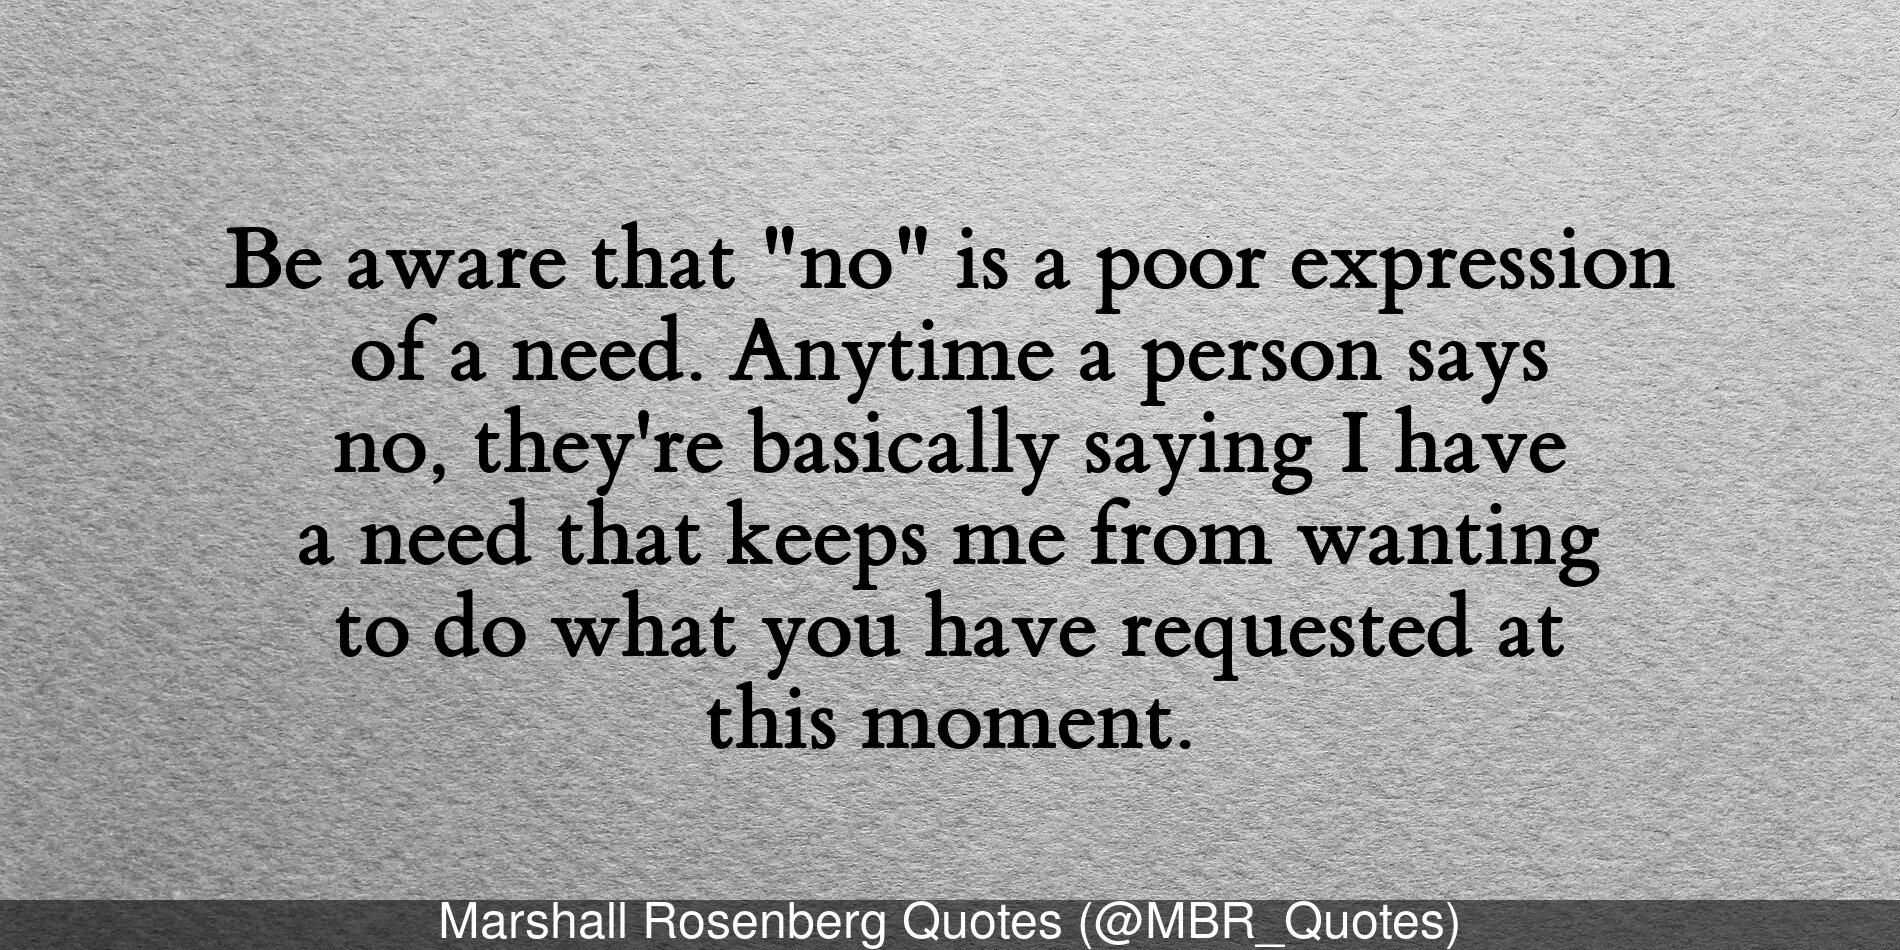 Be aware that "no" is a poor expression
of a need. Anytime a person says
no, they're basically saying I have
a need that keeps me from wanting
to do what you have requested at
this moment.
Marshall Rosenberg Quotes (@MBR_Quotes)